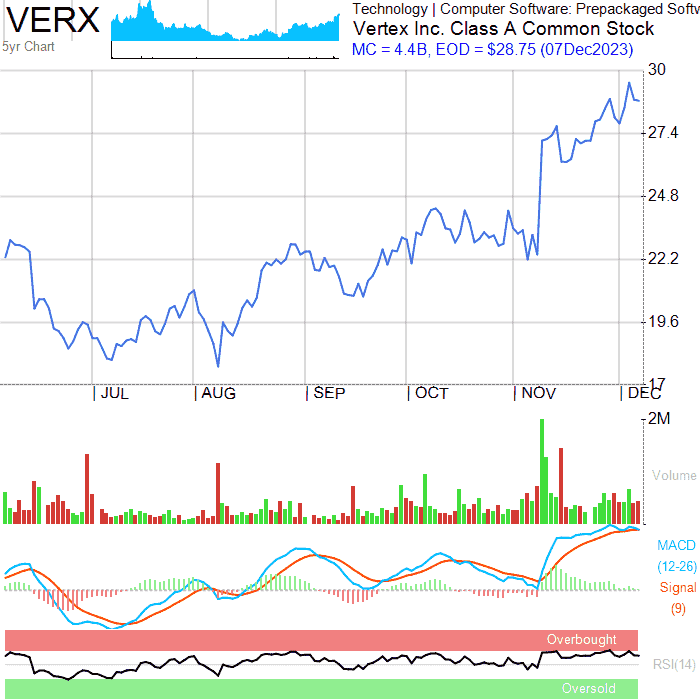 VERX
5yr Chart
Technology | Computer Software: Prepackaged Softw
Vertex Inc. Class A Common Stock
MC = 4.4B, EOD = $28.75 (07Dec2023)
30
27.4
24.8
22.2
19.6
17
JUL
AUG
SEP
OCT
NOV
DEC
2M
Volume
MACD
(12-26)
Signal
(9)
Overbought
RSI(14)
Oversold